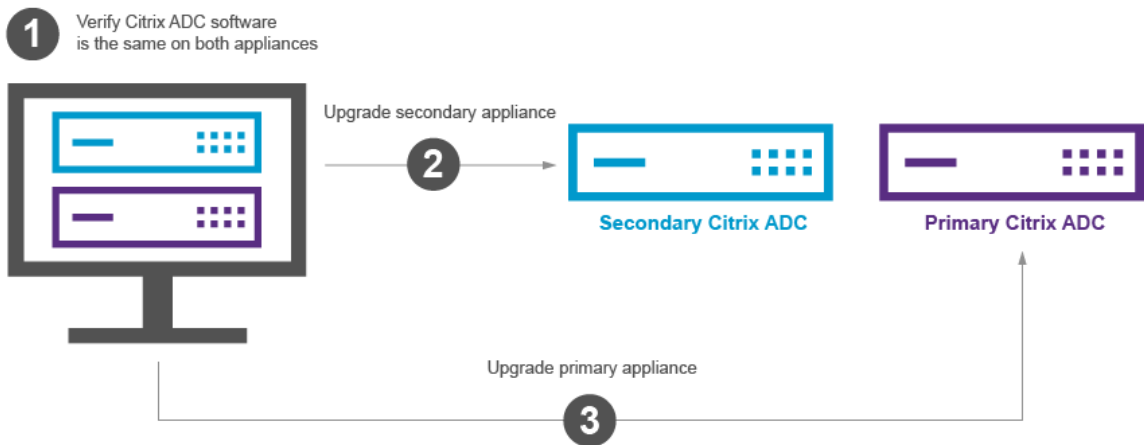 1
Verify Citrix ADC software
is the same on both appliances
Upgrade secondary appliance
2
Secondary Citrix ADC
Primary Citrix ADC
Upgrade primary appliance
3